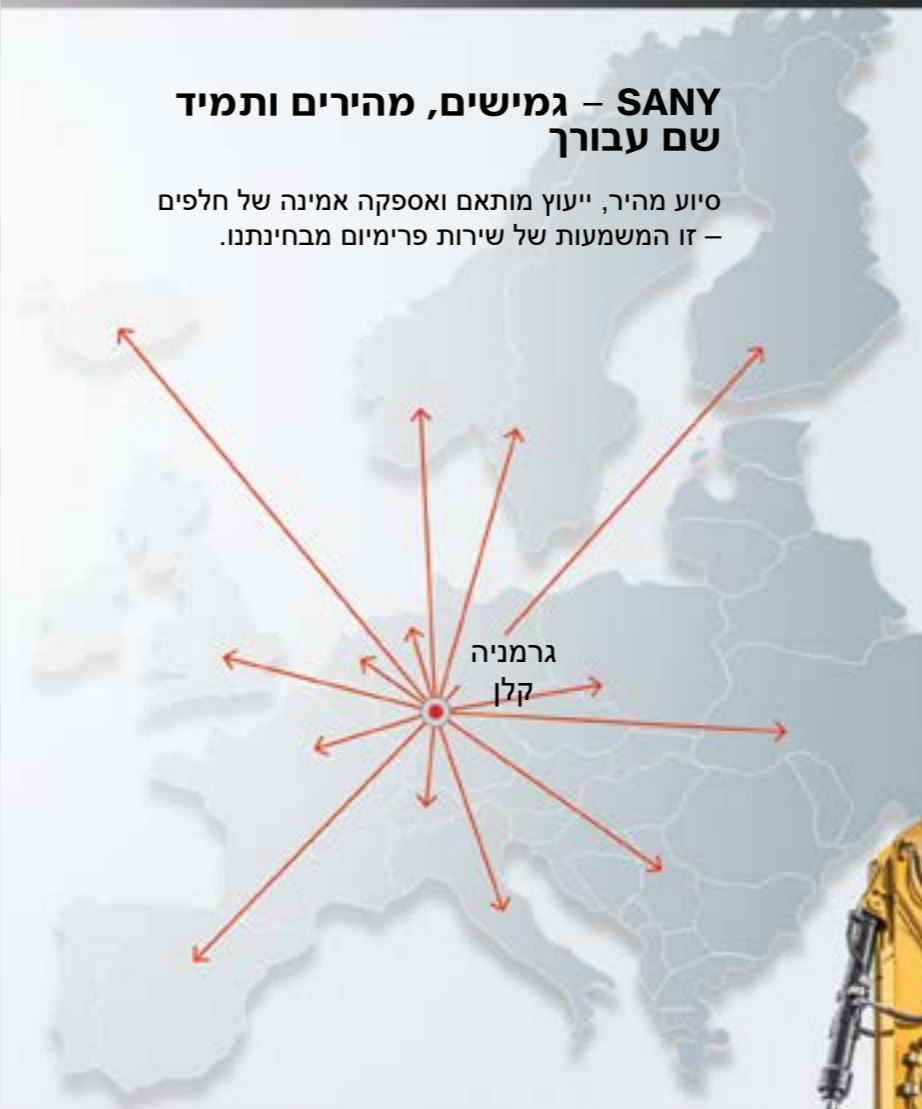 SANY – גמישים, מהירים ותמיד
שם עבורך
סיוע מהיר, ייעוץ מותאם ואספקה אמינה של חלפים
– זו המשמעות של שירות פרימיום מבחינתנו.
גרמניה
קלן